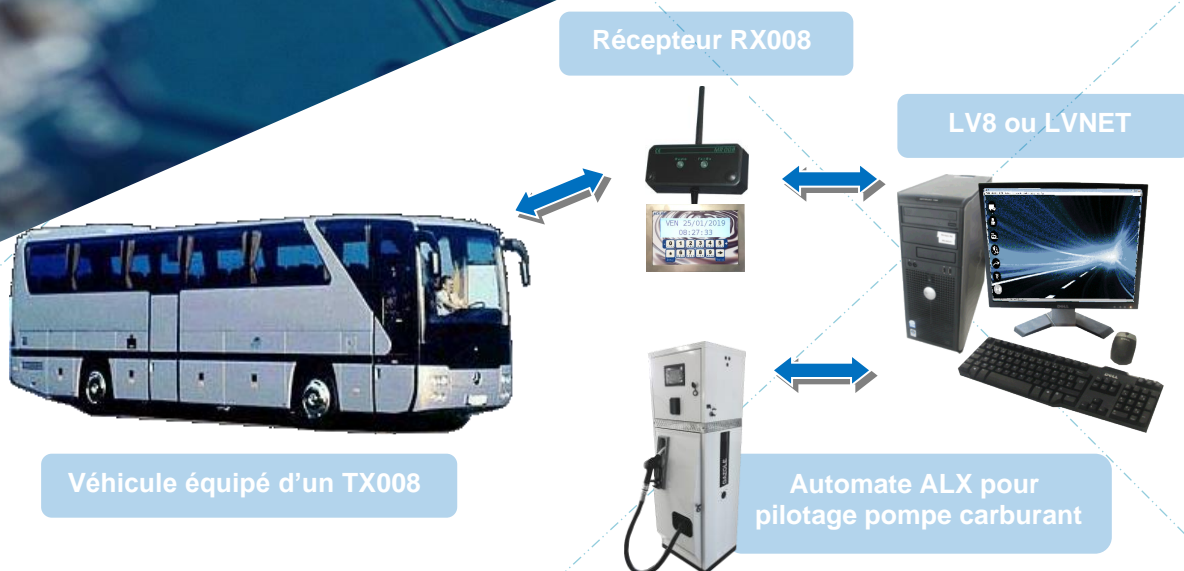 Récepteur RX008
LV8 ou LVNET
VEN 25/01/2019
08:27:33
Véhicule équipé d'un TX008
Automate ALX pour
pilotage pompe carburant